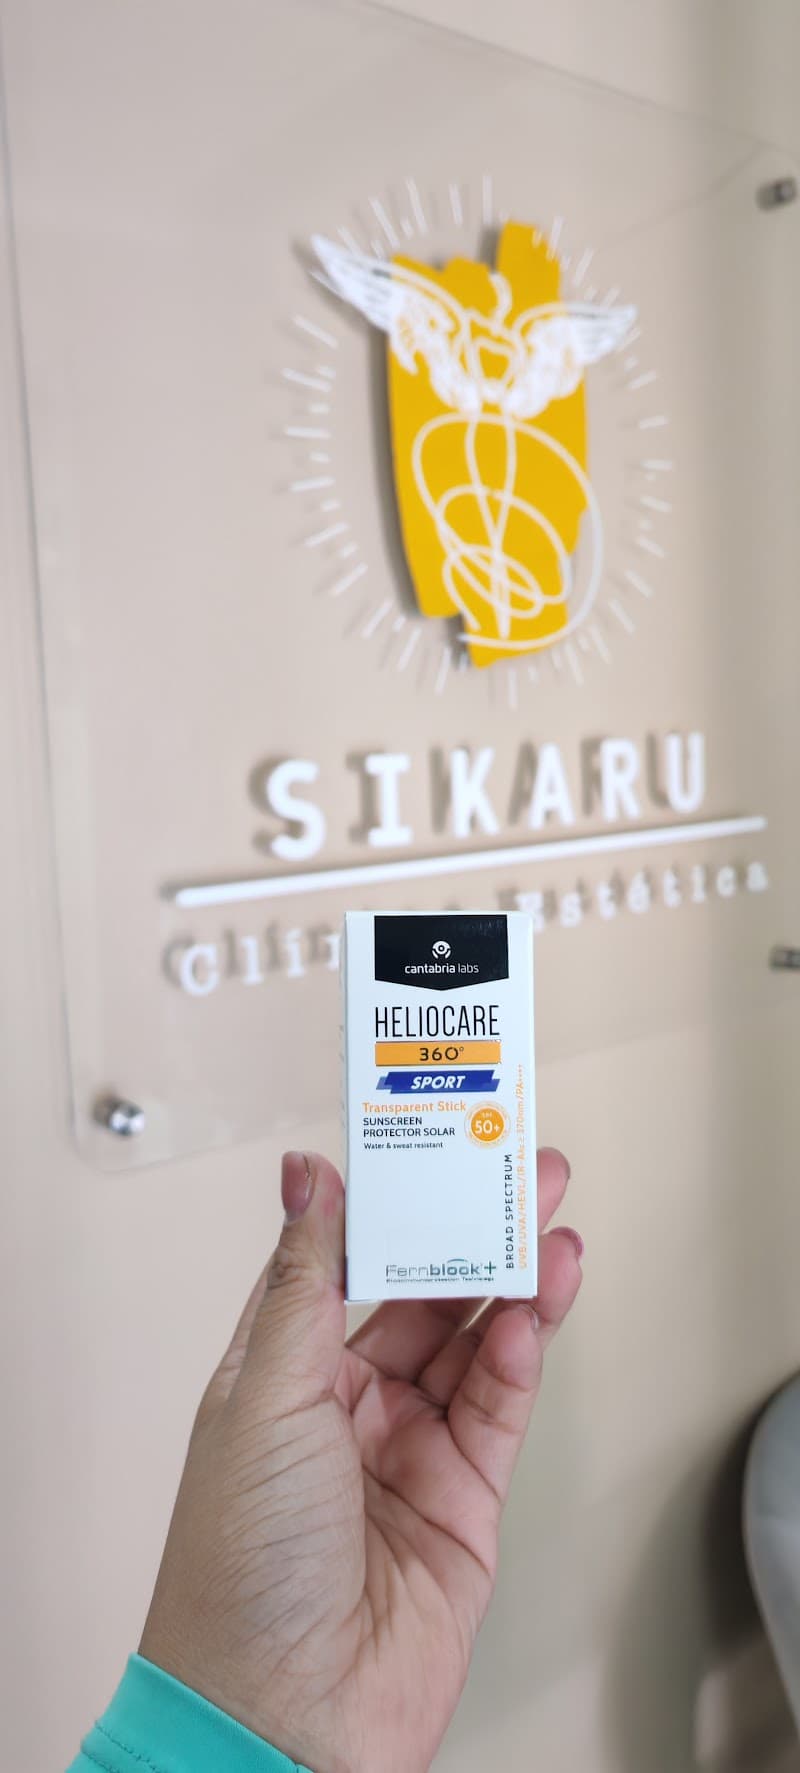 SIKARU
Clínica Estética
cantabria labs
HELIOCARE
360°
SPORT
Transparent Stick
SUNSCREEN
PROTECTOR SOLAR
Water & sweat resistant
SPF
50+
BROAD SPECTRUM
Fernblock+